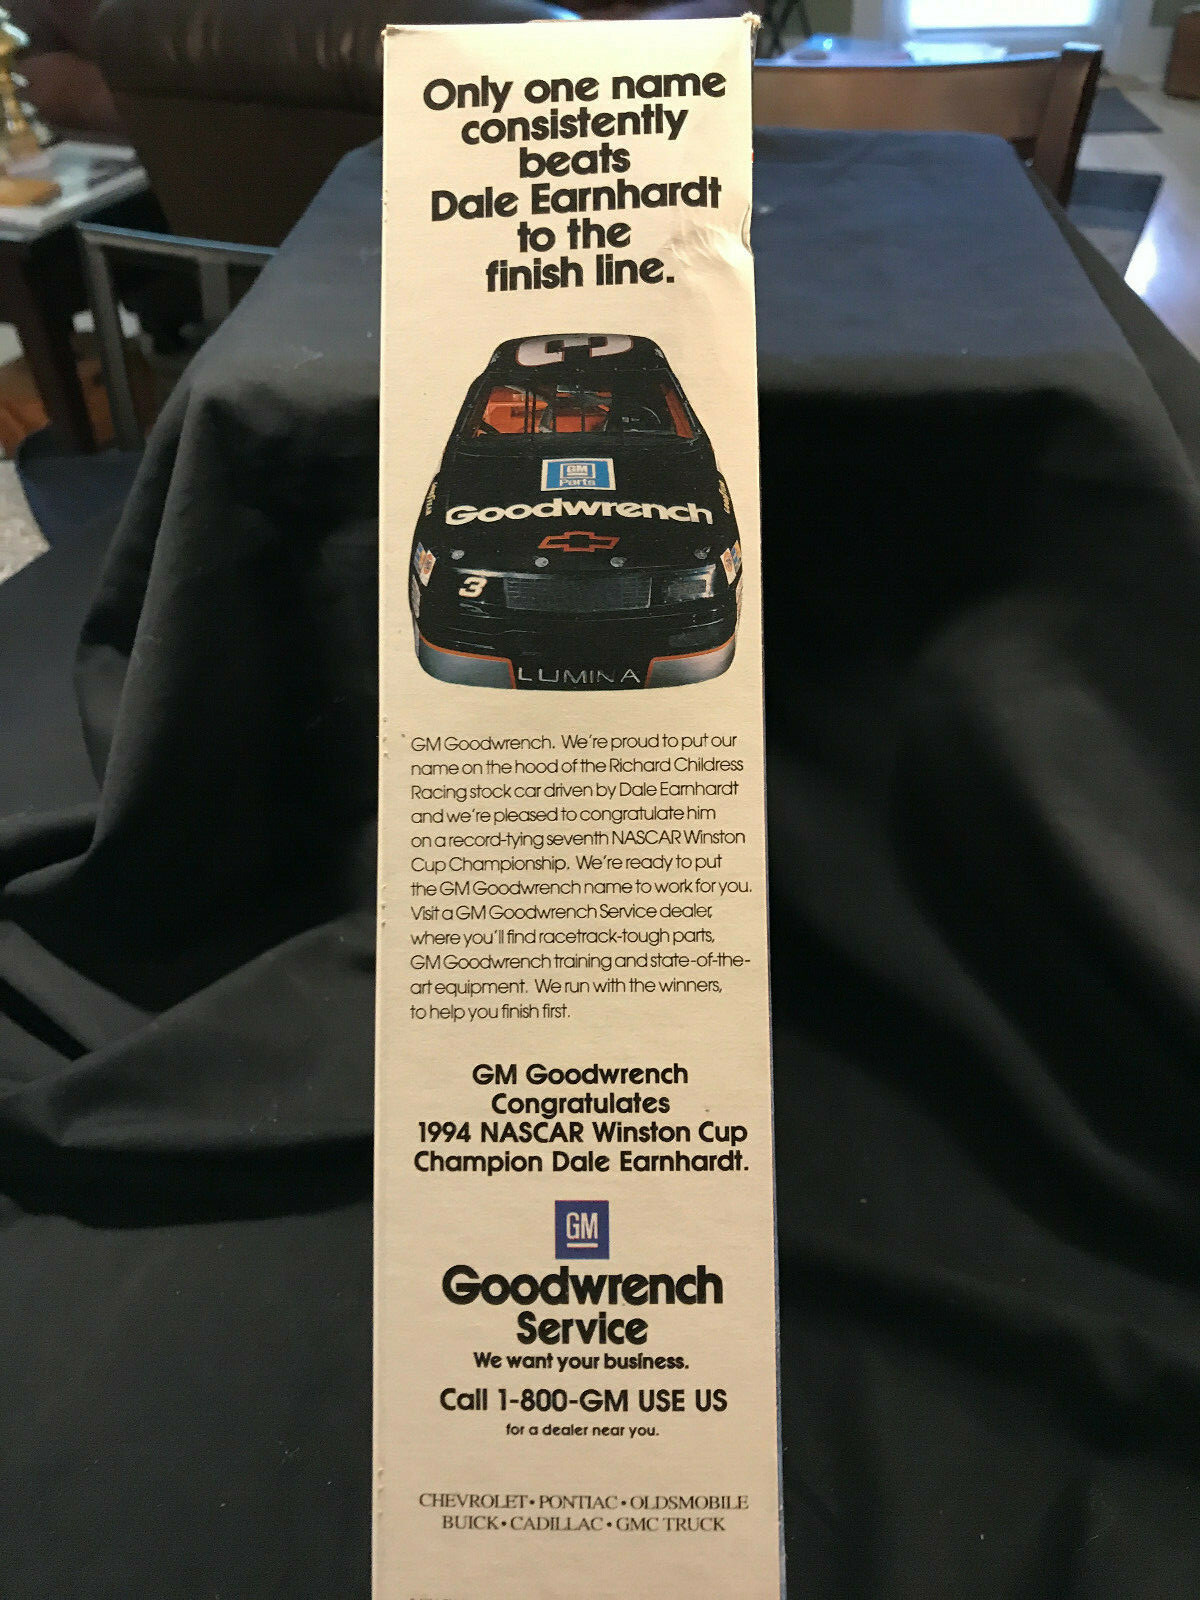 Only one name
consistently
beats
Dale Earnhardt
to the
finish line.
3
GM
Parts
Goodwrench
3
LUMINA
GM Goodwrench. We're proud to put our
name on the hood of the Richard Childress
Racing stock car driven by Dale Earnhardt
and we're pleased to congratulate him
on a record-tying seventh NASCAR Winston
Cup Championship. We're ready to put
the GM Goodwrench name to work for you.
Visit a GM Goodwrench Service dealer,
where you'll find racetrack-tough parts,
GM Goodwrench training and state-of-the-
art equipment. We run with the winners,
to help you finish first.
GM Goodwrench
Congratulates
1994 NASCAR Winston Cup
Champion Dale Earnhardt.
GM
Goodwrench
Service
We want your business.
Call 1-800-GM USE US
for a dealer near you.
CHEVROLET • PONTIAC • OLDSMOBILE
BUICK • CADILLAC • GMC TRUCK